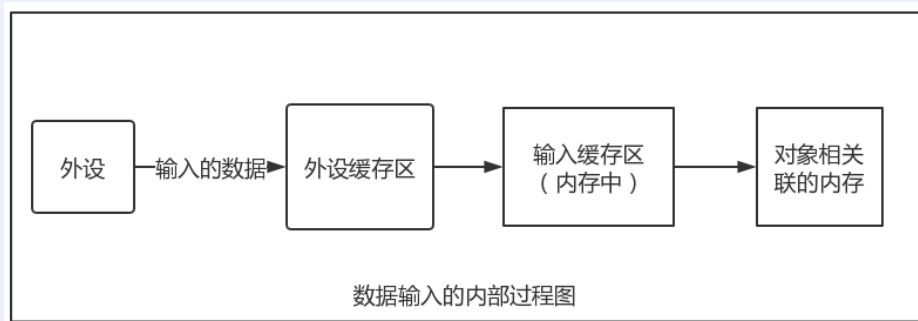 外设
输入的数据
外设缓存区
输入缓存区
（内存中）
对象相关
联的内存
数据输入的内部过程图